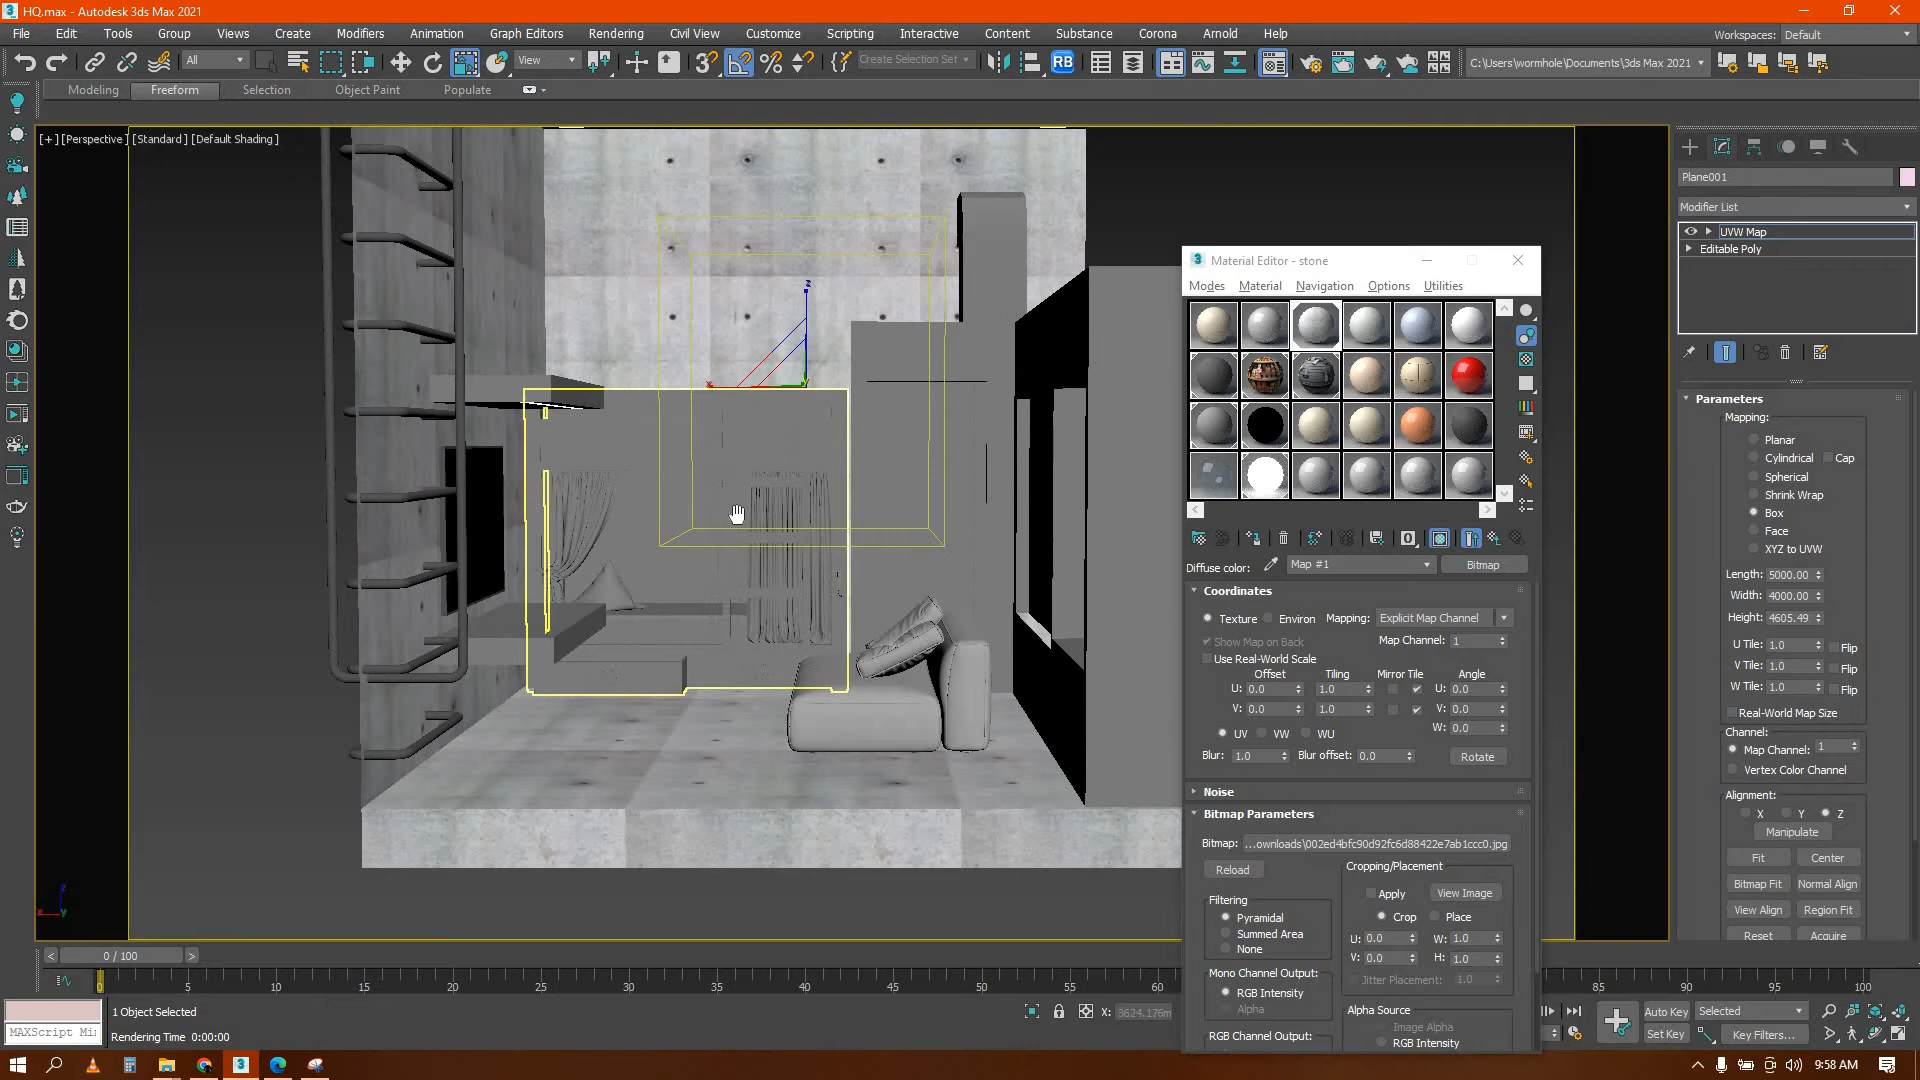 HQ.max - Autodesk 3ds Max 2021
File Edit Tools Group Views Create Modifiers Animation Graph Editors Rendering Civil View Customize Scripting Interactive Content Substance Corona Arnold Help
Workspaces: Default
All View Create Selection Set RB C:\Users\wormhole\Documents\3ds Max 2021
Modeling Freeform Selection Object Paint Populate
[+] [Perspective] [Standard] [Default Shading]
Plane001
Modifier List
UVW Map
Editable Poly
Parameters
Mapping:
Planar
Cylindrical Cap
Spherical
Shrink Wrap
Box
Face
XYZ to UVW
Length: 5000.00
Width: 4000.00
Height: 4605.49
U Tile: 1.0 Flip
V Tile: 1.0 Flip
W Tile: 1.0 Flip
Real-World Map Size
Channel:
Map Channel: 1
Vertex Color Channel
Alignment:
X Y Z
Manipulate
Fit Center
Bitmap Fit Normal Align
View Align Region Fit
Reset Acquire
Material Editor - stone
Modes Material Navigation Options Utilities
Diffuse color: Map #1 Bitmap
Coordinates
Texture Environ Mapping: Explicit Map Channel
Show Map on Back Map Channel: 1
Use Real-World Scale
Offset Tiling Mirror Tile Angle
U: 0.0 1.0 U: 0.0
V: 0.0 1.0 V: 0.0
W: 0.0
UV VW WU
Blur: 1.0 Blur offset: 0.0 Rotate
Noise
Bitmap Parameters
Bitmap: ...ownloads\002ed4bfc90d92fc6d88422e7ab1ccc0.jpg
Reload
Cropping/Placement
Apply View Image
Crop Place
U: 0.0 W: 1.0
V: 0.0 H: 1.0
Jitter Placement: 1.0
Filtering
Pyramidal
Summed Area
None
Mono Channel Output:
RGB Intensity
Alpha
RGB Channel Output:
Alpha Source
Image Alpha
RGB Intensity
z
x y
0 / 100
0 5 10 15 20 25 30 35 40 45 50 55 60 85 90 95 100
1 Object Selected
X: 3624.176m
MAXScript Mi
Rendering Time 0:00:00
Auto Key Selected
Set Key Key Filters...
9:58 AM